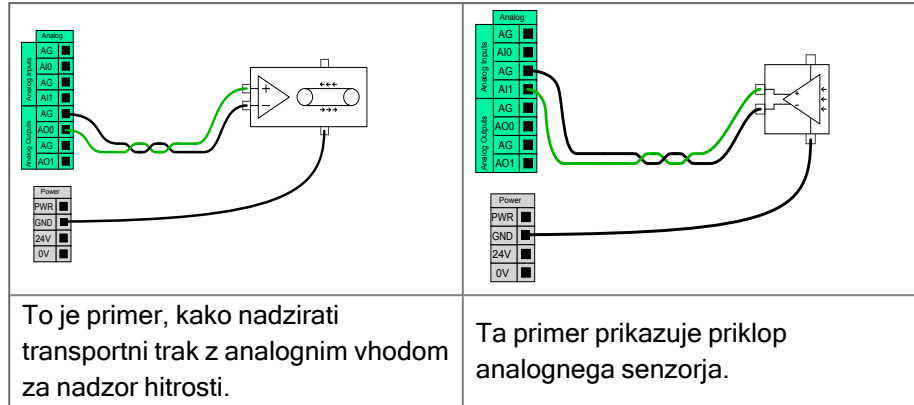 Analog
Analog Inputs
AG
AI0
AG
AI1
Analog Outputs
AG
AO0
AG
AO1
+
−
Power
PWR
GND
24V
0V
Analog
Analog Inputs
AG
AI0
AG
AI1
Analog Outputs
AG
AO0
AG
AO1
+
-
Power
PWR
GND
24V
0V
To je primer, kako nadzirati
transportni trak z analognim vhodom
za nadzor hitrosti.
Ta primer prikazuje priklop
analognega senzorja.